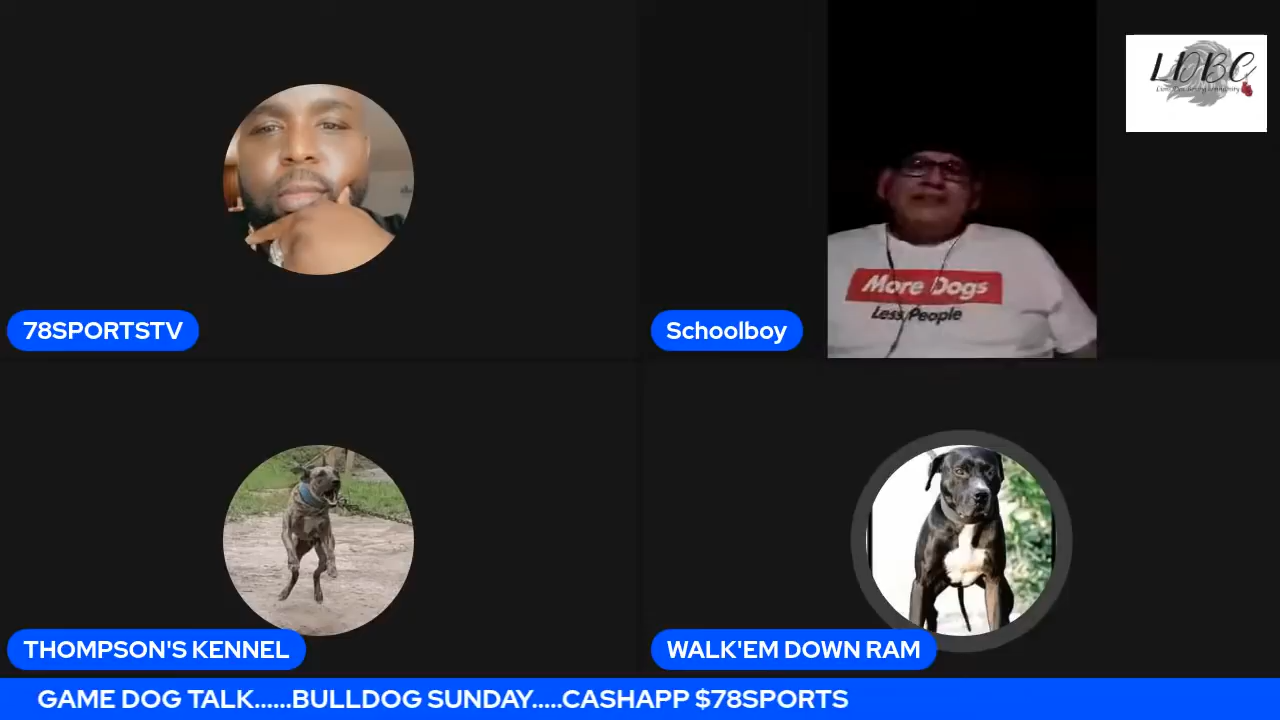 LDBC
78SPORTSTV
Schoolboy
More Dogs
Less People
THOMPSON'S KENNEL
WALK'EM DOWN RAM
GAME DOG TALK......BULLDOG SUNDAY.....CASHAPP $78SPORTS